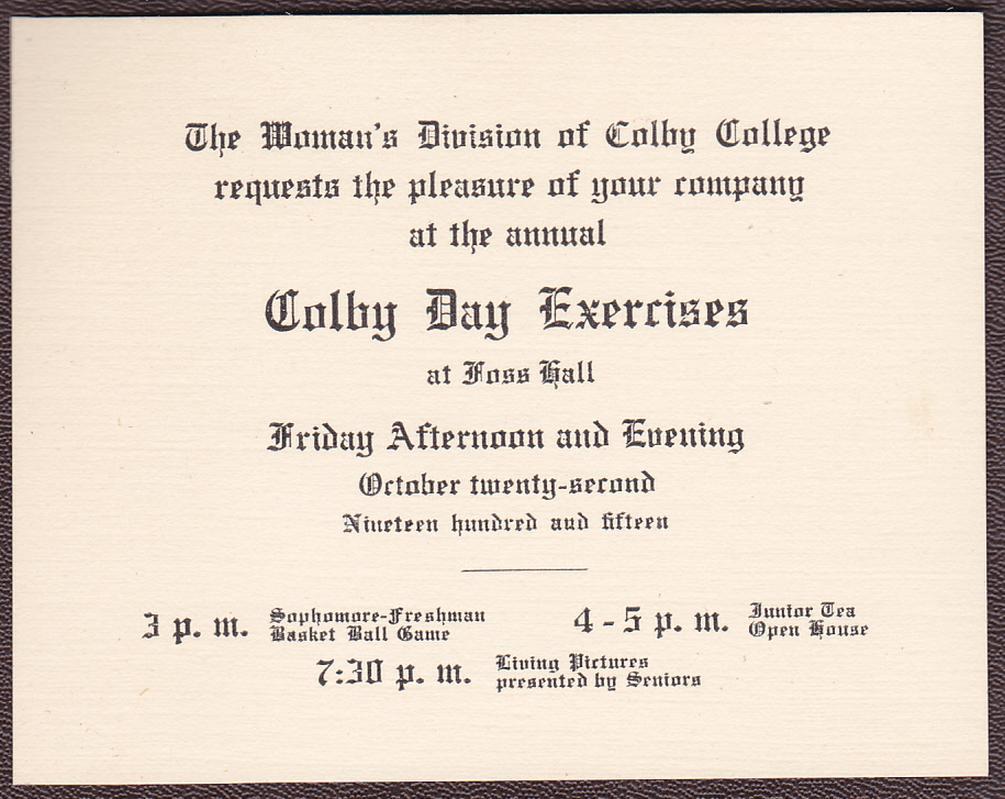 The Woman's Division of Colby College
requests the pleasure of your company
at the annual
Colby Day Exercises
at Foss Hall
Friday Afternoon and Evening
October twenty-second
Nineteen hundred and fifteen
3 p. m. Sophomore-Freshman
Basket Ball Game
4 - 5 p. m. Junior Tea
Open House
7:30 p. m. Living Pictures
presented by Seniors